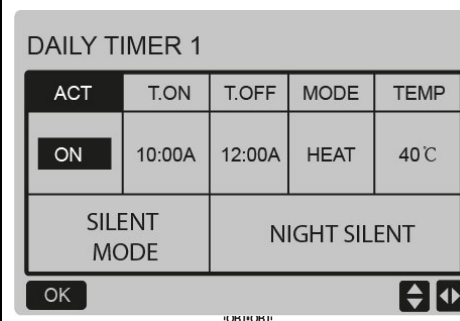 DAILY TIMER 1
ACT T.ON T.OFF MODE TEMP
ON 10:00A 12:00A HEAT 40℃
SILENT
MODE
NIGHT SILENT
OK